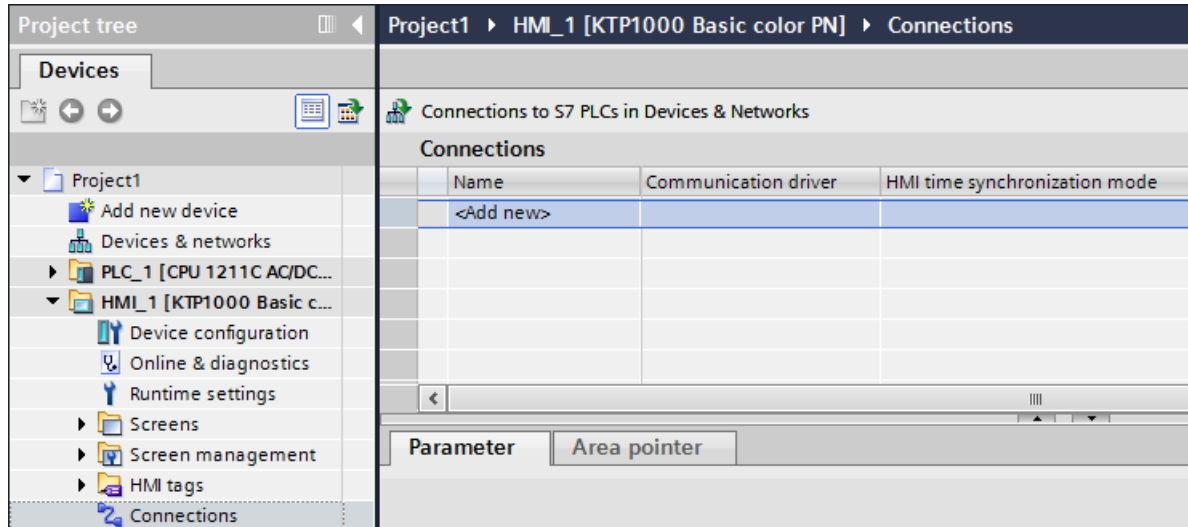 Project tree
Devices
Project1
Add new device
Devices & networks
PLC_1 [CPU 1211C AC/DC...
HMI_1 [KTP1000 Basic c...
Device configuration
Online & diagnostics
Runtime settings
Screens
Screen management
HMI tags
Connections
Project1 HMI_1 [KTP1000 Basic color PN] Connections
Connections to S7 PLCs in Devices & Networks
Connections
Name Communication driver HMI time synchronization mode
<Add new>
Parameter Area pointer